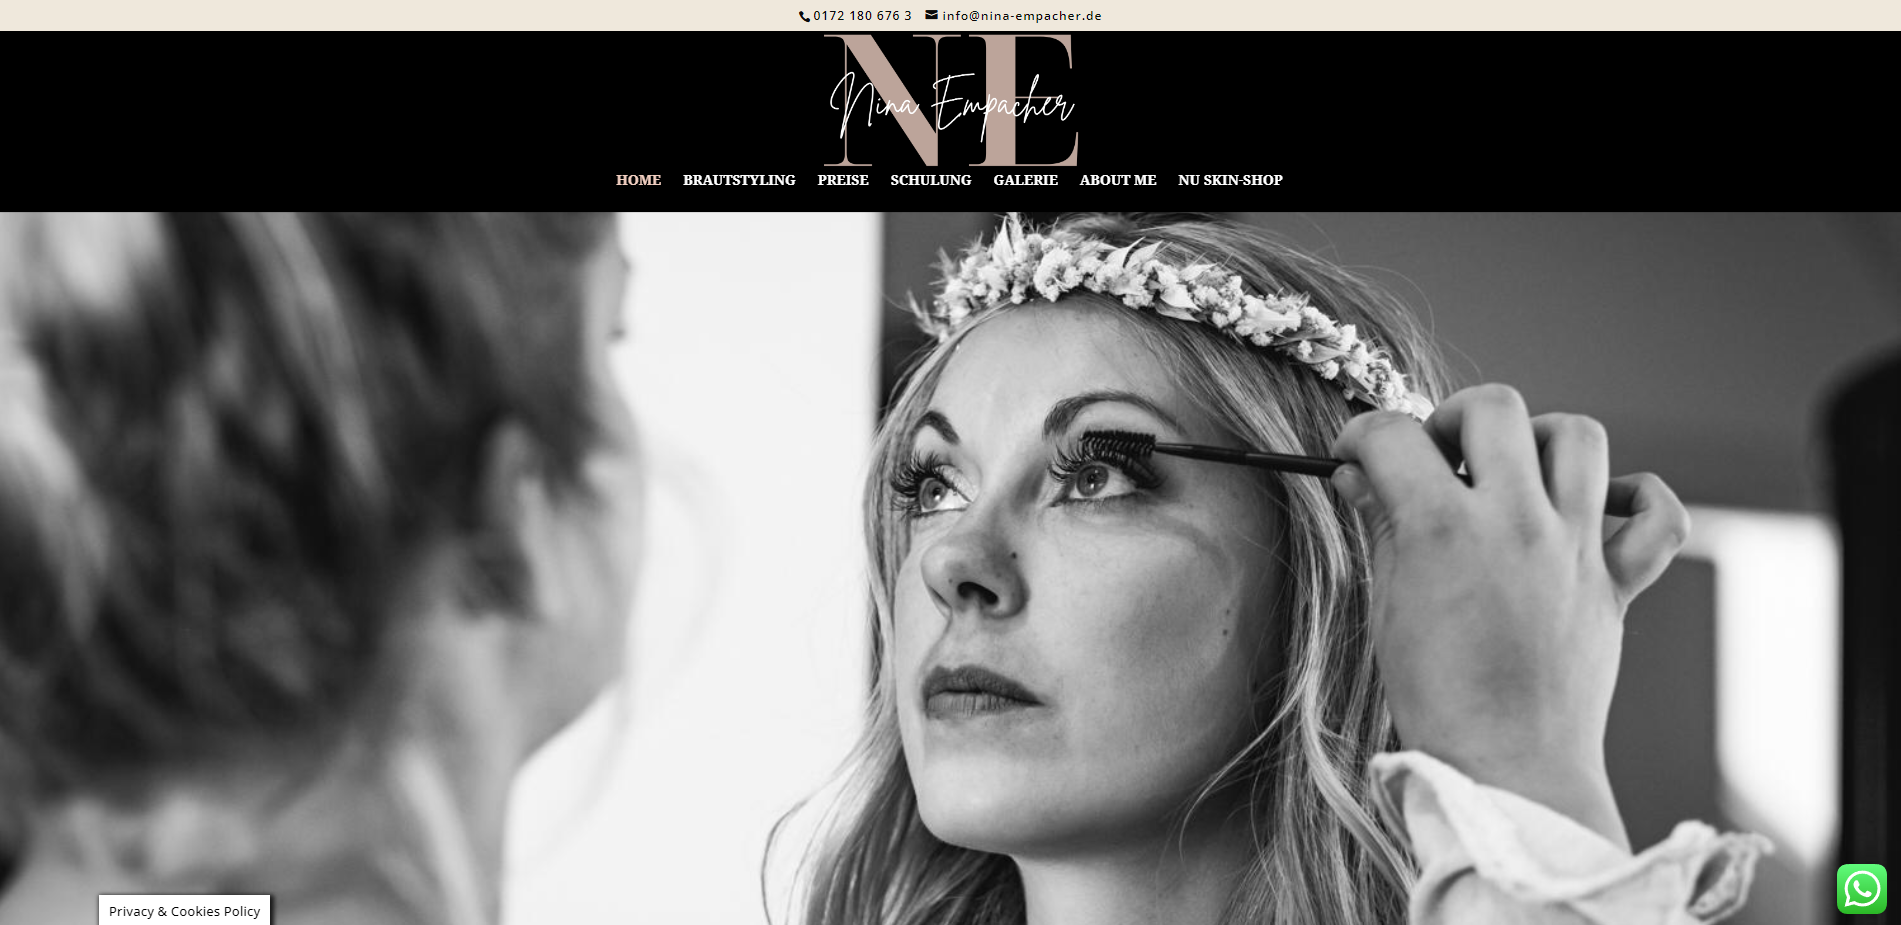 0172 180 676 3 info@nina-empacher.de
NE
Nina Empacher
HOME BRAUTSTYLING PREISE SCHULUNG GALERIE ABOUT ME NU SKIN-SHOP
Privacy & Cookies Policy